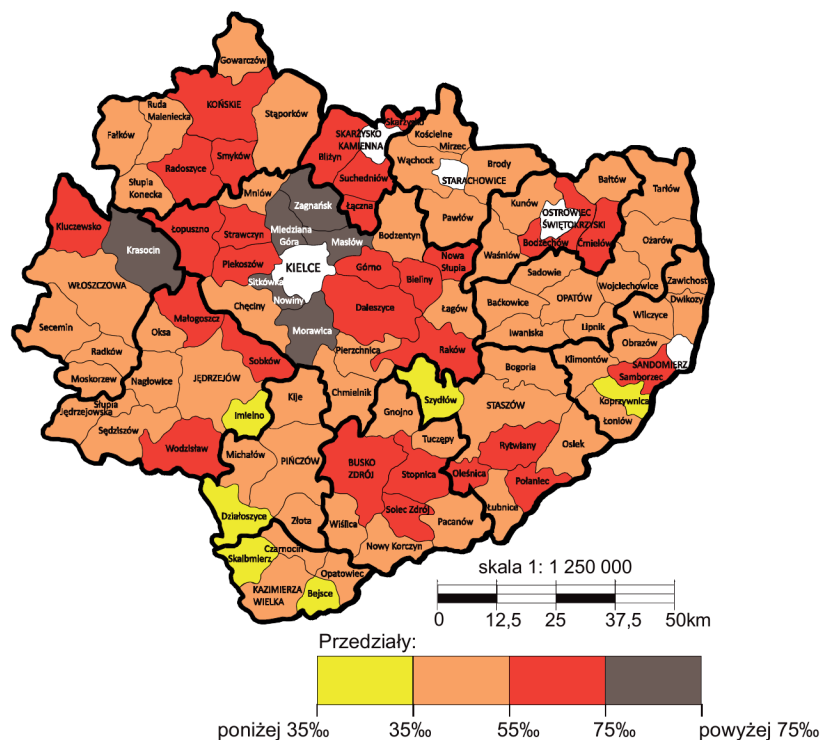 Gowarczów
Ruda
Maleniecka
KOŃSKIE
Stąporków
Fałków
Radoszyce
Smyków
Słupia
Konecka
SKARŻYSKO
KAMIENNA
Skarżysko
Kościelne
Mirzec
Bliżyn
Suchedniów
Łączna
Wąchock
Brody
STARACHOWICE
Pawłów
Kunów
Bałtów
Tarłów
OSTROWIEC
ŚWIĘTOKRZYSKI
Bodzechów
Ćmielów
Ożarów
Waśniów
Sadowie
Wojciechowice
Zawichost
Dwikozy
Baćkowice
OPATÓW
Wilczyce
Iwaniska
Lipnik
Obrazów
Klimontów
SANDOMIERZ
Samborzec
Koprzywnica
Łoniów
Kluczewsko
Krasocin
WŁOSZCZOWA
Secemin
Radków
Moskorzew
Mniów
Zagnańsk
Łopuszno
Strawczyn
Miedziana
Góra
Masłów
Bodzentyn
Piekoszów
KIELCE
Górno
Bieliny
Nowa
Słupia
Sitkówka
Nowiny
Chęciny
Daleszyce
Łagów
Morawica
Pierzchnica
Raków
Chmielnik
Małogoszcz
Oksa
Sobków
JĘDRZEJÓW
Nagłowice
Słupia
Jędrzejowska
Sędziszów
Imielno
Wodzisław
Kije
Michałów
PIŃCZÓW
Działoszyce
Złota
Szydłów
Bogoria
STASZÓW
Rytwiany
Osiek
Oleśnica
Połaniec
Łubnice
Gnojno
Tuczępy
BUSKO
ZDRÓJ
Stopnica
Solec Zdrój
Pacanów
Wiślica
Nowy Korczyn
Skalbmierz
Czarnocin
Opatowiec
KAZIMIERZA
WIELKA
Bejsce
skala 1: 1 250 000
0 12,5 25 37,5 50km
Przedziały:
poniżej 35‰ 35‰ 55‰ 75‰ powyżej 75‰